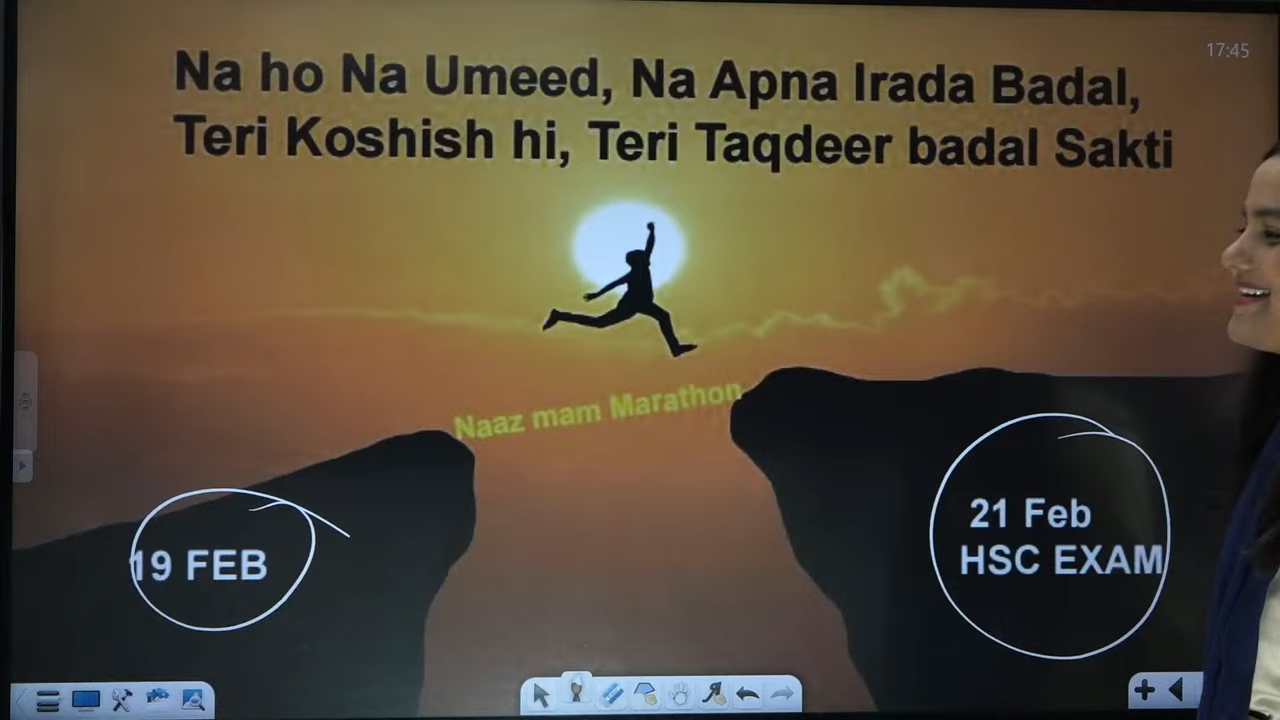 17:45
Na ho Na Umeed, Na Apna Irada Badal,
Teri Koshish hi, Teri Taqdeer badal Sakti
Naaz mam Marathon
19 FEB
21 Feb
HSC EXAM